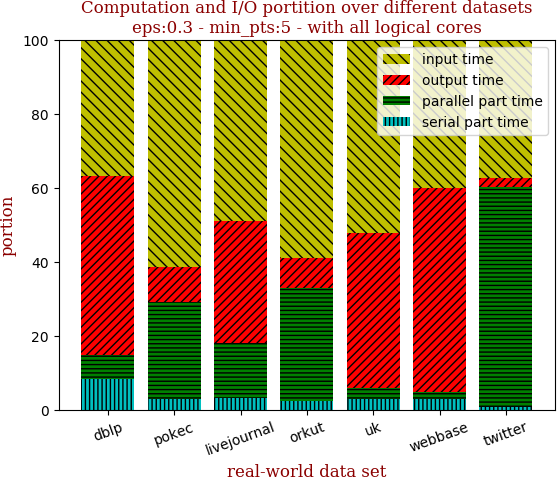 Computation and I/O portition over different datasets
eps:0.3 - min_pts:5 - with all logical cores
100
80
60
40
20
0
portion
input time
output time
parallel part time
serial part time
dblp
pokec
livejournal
orkut
uk
webbase
twitter
real-world data set